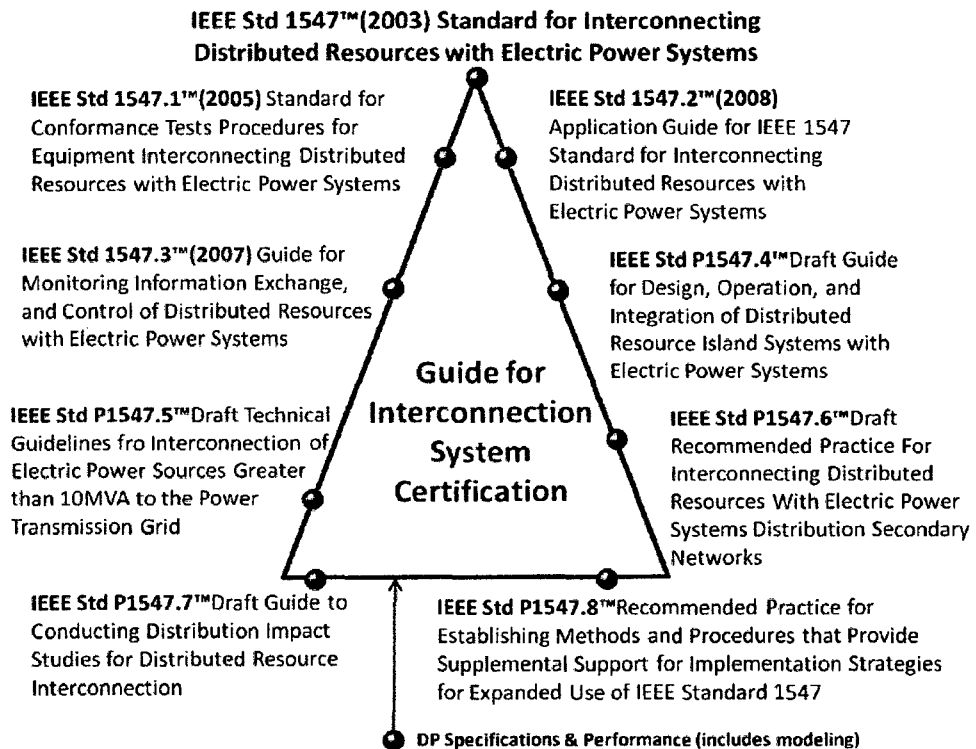 IEEE Std 1547™(2003) Standard for Interconnecting
Distributed Resources with Electric Power Systems
IEEE Std 1547.1™(2005) Standard for
Conformance Tests Procedures for
Equipment Interconnecting Distributed
Resources with Electric Power Systems
IEEE Std 1547.2™(2008)
Application Guide for IEEE 1547
Standard for Interconnecting
Distributed Resources with
Electric Power Systems
IEEE Std 1547.3™(2007) Guide for
Monitoring Information Exchange,
and Control of Distributed Resources
with Electric Power Systems
IEEE Std P1547.4™Draft Guide
for Design, Operation, and
Integration of Distributed
Resource Island Systems with
Electric Power Systems
Guide for
Interconnection
System
Certification
IEEE Std P1547.5™Draft Technical
Guidelines fro Interconnection of
Electric Power Sources Greater
than 10MVA to the Power
Transmission Grid
IEEE Std P1547.6™Draft
Recommended Practice For
Interconnecting Distributed
Resources With Electric Power
Systems Distribution Secondary
Networks
IEEE Std P1547.7™Draft Guide to
Conducting Distribution Impact
Studies for Distributed Resource
Interconnection
IEEE Std P1547.8™Recommended Practice for
Establishing Methods and Procedures that Provide
Supplemental Support for Implementation Strategies
for Expanded Use of IEEE Standard 1547
DP Specifications & Performance (includes modeling)